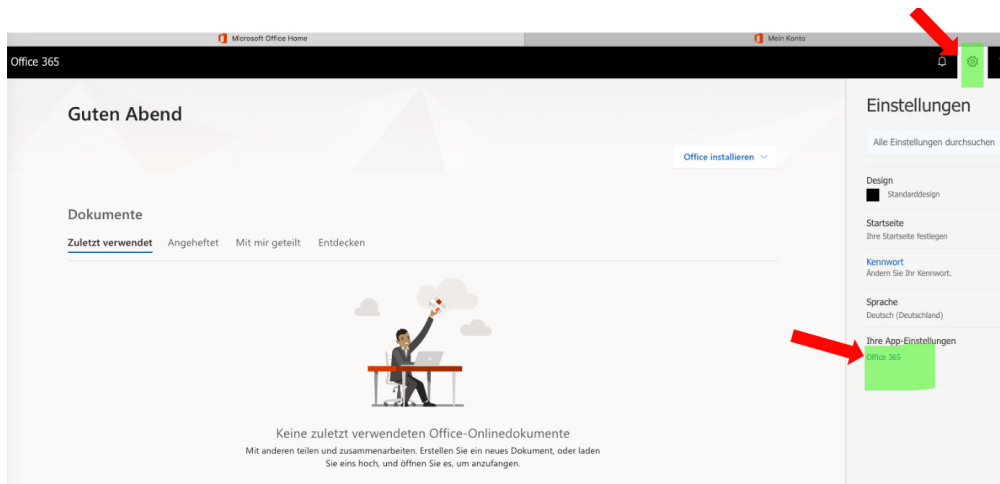 Microsoft Office Home
Mein Konto
Office 365
Guten Abend
Office installieren
Dokumente
Zuletzt verwendet Angeheftet Mit mir geteilt Entdecken
Keine zuletzt verwendeten Office-Onlinedokumente
Mit anderen teilen und zusammenarbeiten. Erstellen Sie ein neues Dokument, oder laden
Sie eins hoch, und öffnen Sie es, um anzufangen.
Einstellungen
Alle Einstellungen durchsuchen
Design
Standarddesign
Startseite
Ihre Startseite festlegen
Kennwort
Ändern Sie Ihr Kennwort.
Sprache
Deutsch (Deutschland)
Ihre App-Einstellungen
Office 365